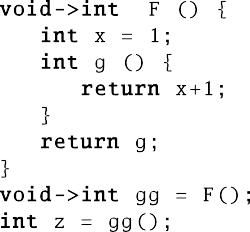 void->int F () {
int x = 1;
int g () {
return x+1;
}
return g;
}
void->int gg = F();
int z = gg();